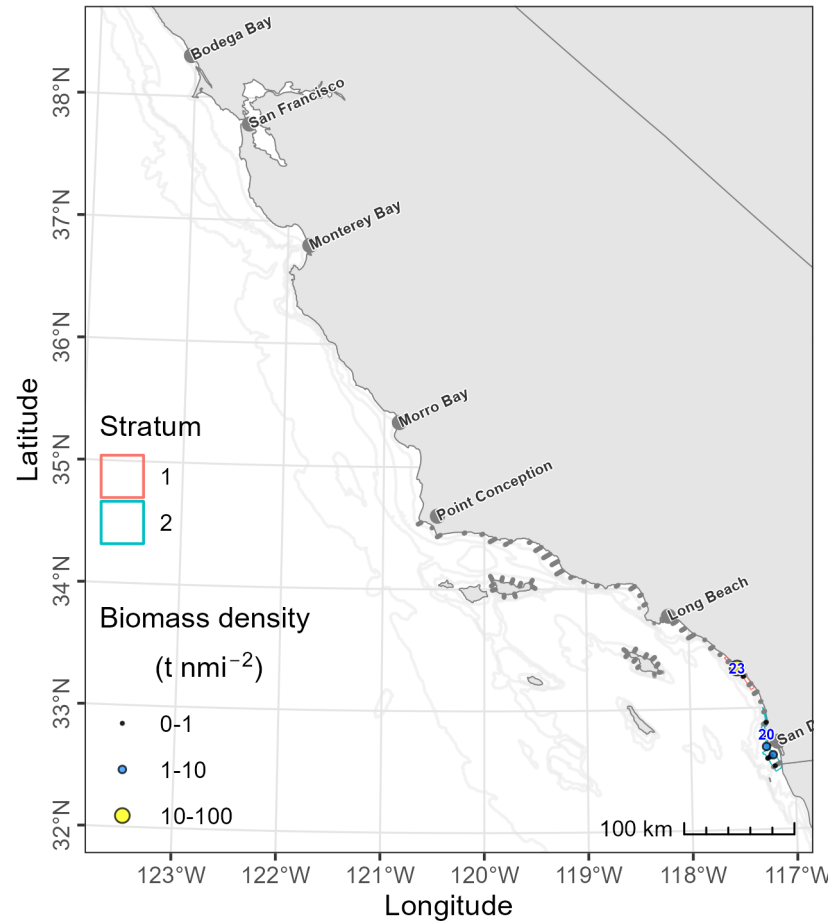 Bodega Bay
38°N
San Francisco
37°N
Monterey Bay
36°N
Morro Bay
Latitude
Stratum
1
2
35°N
Point Conception
34°N
Long Beach
Biomass density
(t nmi−2)
23
33°N
0-1
20
San D
1-10
10-100
32°N
100 km
123°W 122°W 121°W 120°W 119°W 118°W 117°W
Longitude